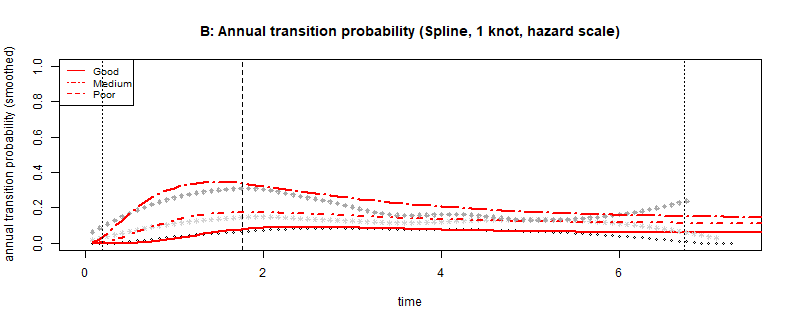 B: Annual transition probability (Spline, 1 knot, hazard scale)
annual transition probability (smoothed)
1.0
0.8
0.6
0.4
0.2
0.0
Good
Medium
Poor
0 2 4 6
time